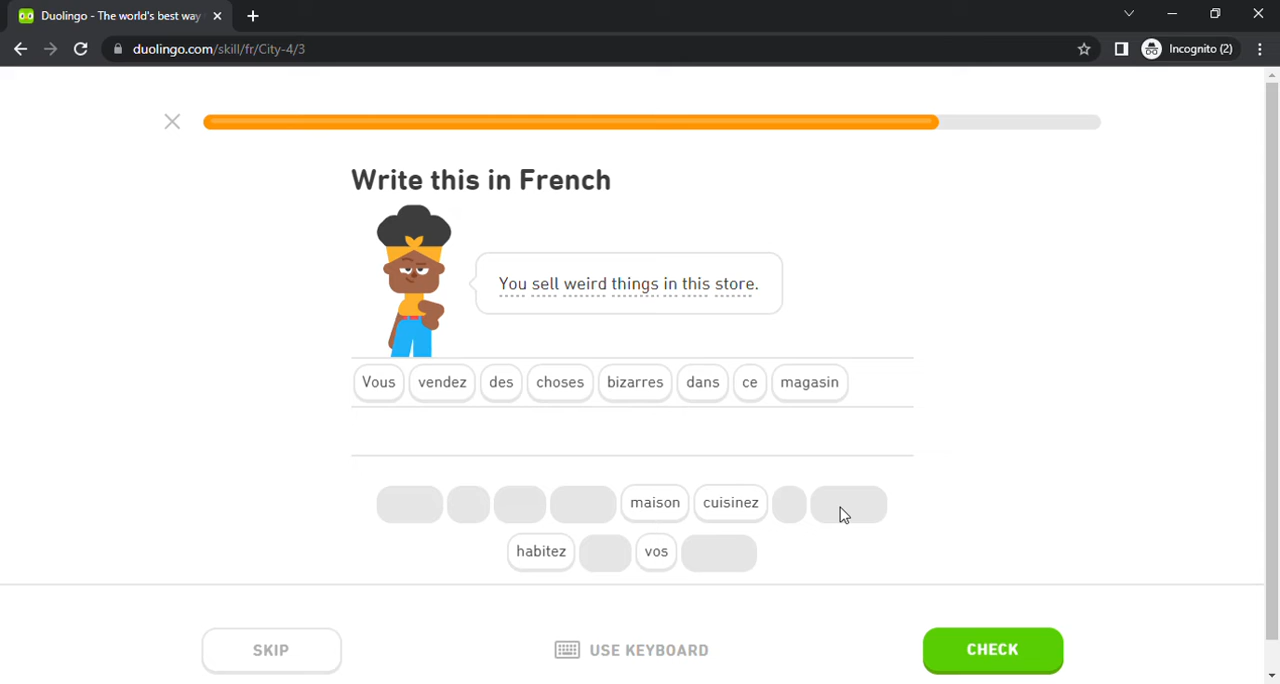 Duolingo - The world's best way
duolingo.com/skill/fr/City-4/3
Incognito (2)
Write this in French
You sell weird things in this store.
Vous vendez des choses bizarres dans ce magasin
maison cuisinez
habitez vos
SKIP
USE KEYBOARD
CHECK